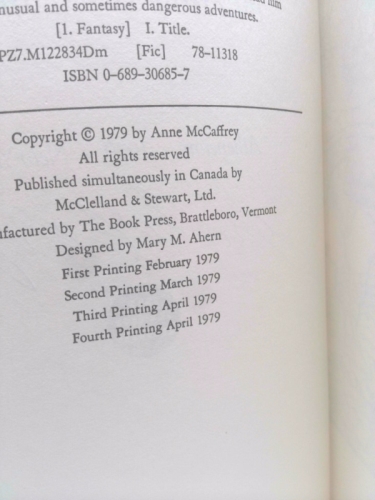 nusual and sometimes dangerous adventures.
[1. Fantasy] I. Title.
PZ7.M122834Dm [Fic] 78-11318
ISBN 0-689-30685-7
Copyright © 1979 by Anne McCaffrey
All rights reserved
Published simultaneously in Canada by
McClelland & Stewart, Ltd.
ufactured by The Book Press, Brattleboro, Vermont
Designed by Mary M. Ahern
First Printing February 1979
Second Printing March 1979
Third Printing April 1979
Fourth Printing April 1979